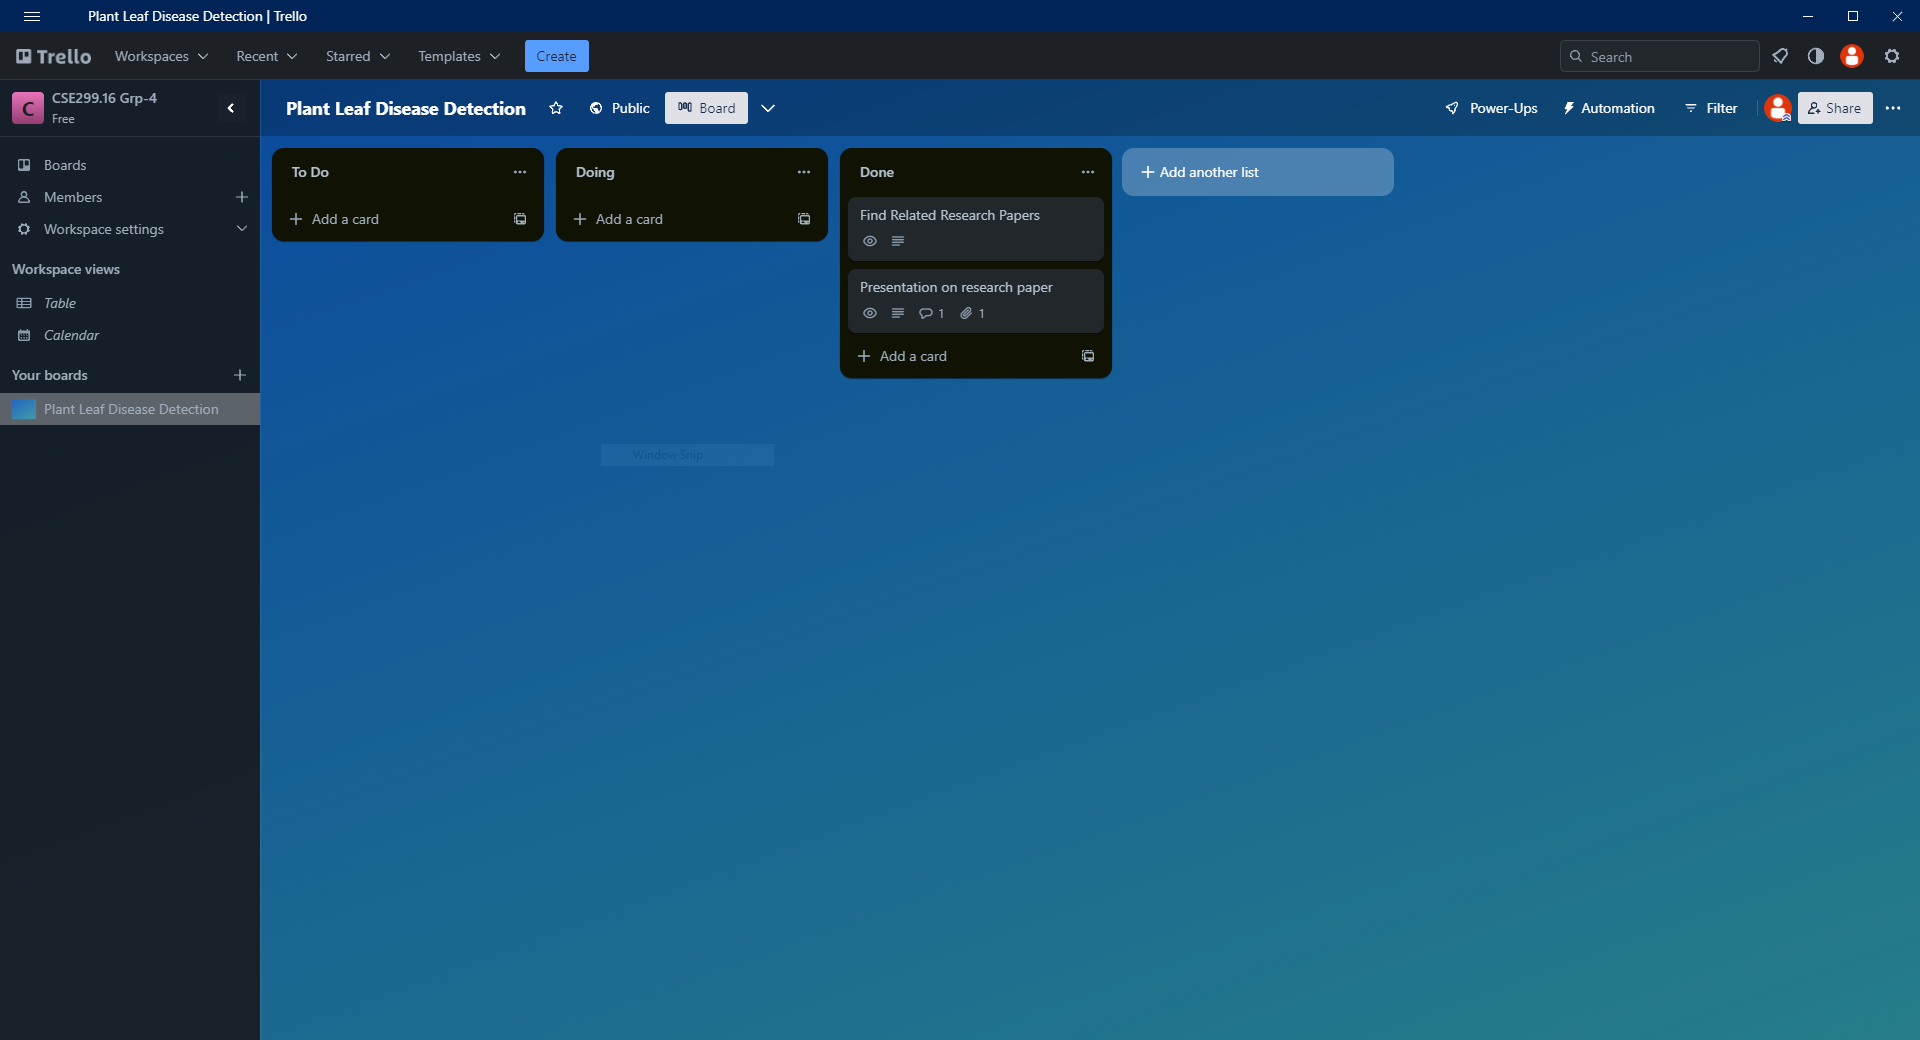 Plant Leaf Disease Detection | Trello
Trello Workspaces Recent Starred Templates Create Search
C CSE299.16 Grp-4
Free
Plant Leaf Disease Detection Public Board Power-Ups Automation Filter Share
Boards
Members
Workspace settings
Workspace views
Table
Calendar
Your boards
Plant Leaf Disease Detection
To Do
Add a card
Doing
Add a card
Done
Find Related Research Papers
Presentation on research paper
1 1
Add a card
Add another list
Window Snip